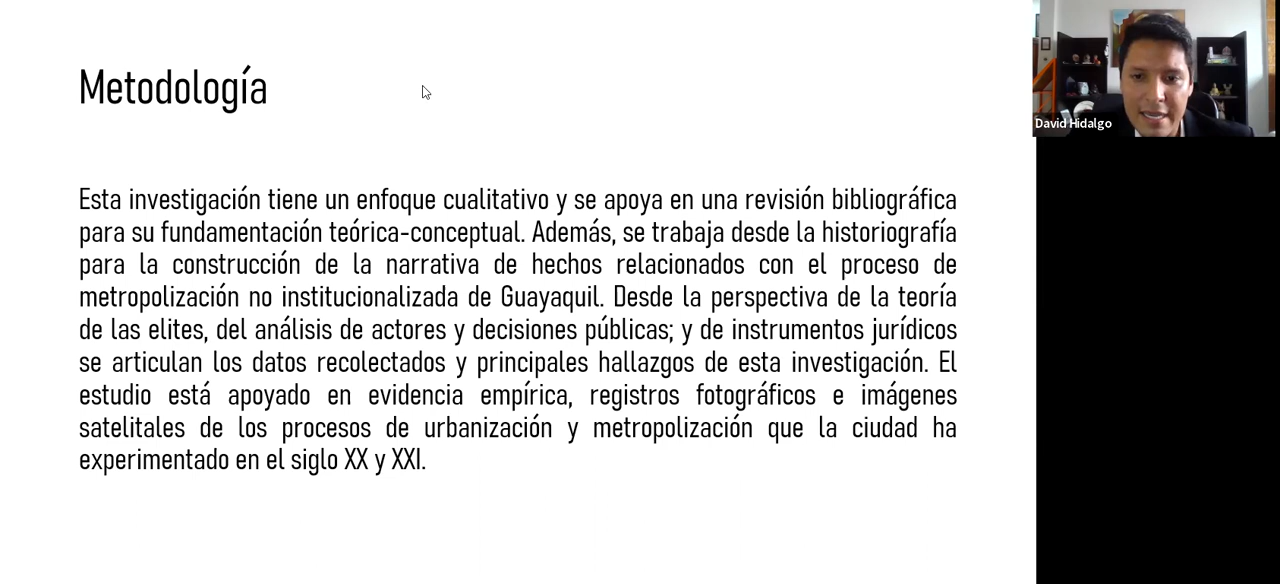 Metodología
Esta investigación tiene un enfoque cualitativo y se apoya en una revisión bibliográfica
para su fundamentación teórica-conceptual. Además, se trabaja desde la historiografía
para la construcción de la narrativa de hechos relacionados con el proceso de
metropolización no institucionalizada de Guayaquil. Desde la perspectiva de la teoría
de las elites, del análisis de actores y decisiones públicas; y de instrumentos jurídicos
se articulan los datos recolectados y principales hallazgos de esta investigación. El
estudio está apoyado en evidencia empírica, registros fotográficos e imágenes
satelitales de los procesos de urbanización y metropolización que la ciudad ha
experimentado en el siglo XX y XXI.
David Hidalgo